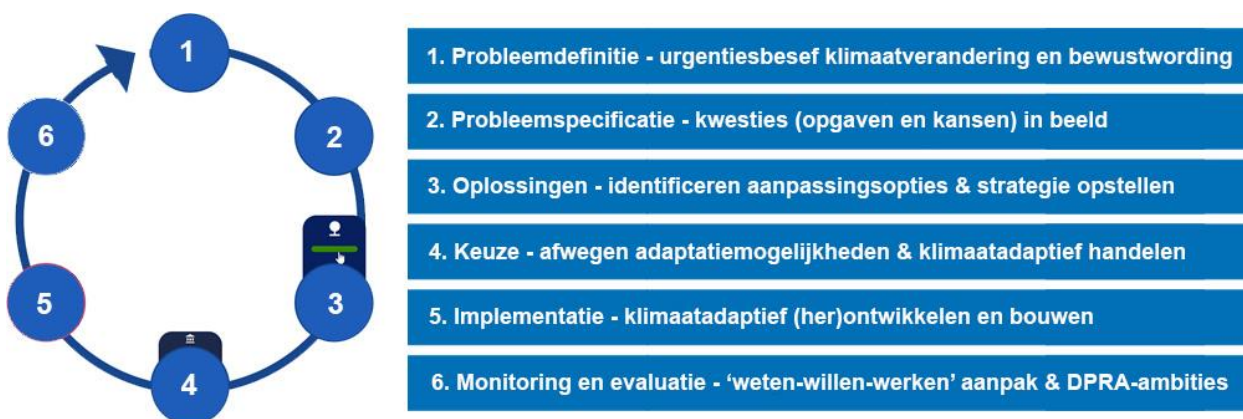 1
2
3
4
5
6
1. Probleemdefinitie - urgentiesbesef klimaatverandering en bewustwording
2. Probleemspecificatie - kwesties (opgaven en kansen) in beeld
3. Oplossingen - identificeren aanpassingsopties & strategie opstellen
4. Keuze - afwegen adaptatiemogelijkheden & klimaatadaptief handelen
5. Implementatie - klimaatadaptief (her)ontwikkelen en bouwen
6. Monitoring en evaluatie - ‘weten-willen-werken’ aanpak & DPRA-ambities